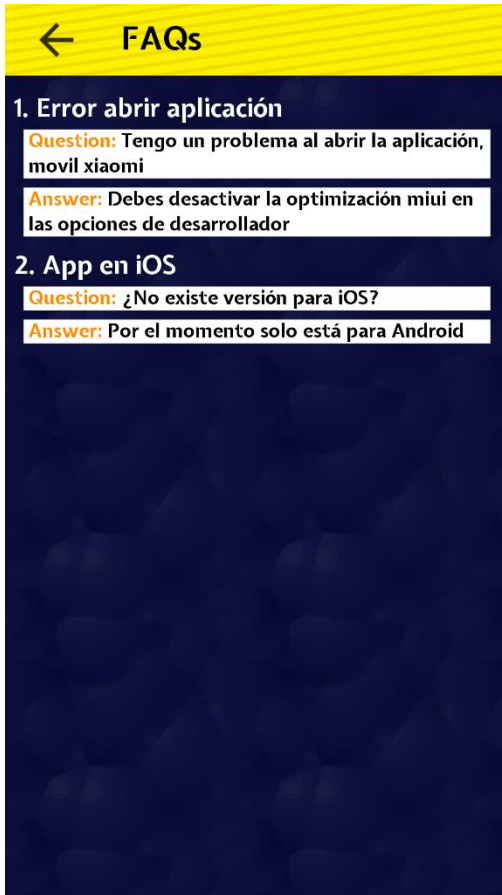 FAQs
1. Error abrir aplicación
Question: Tengo un problema al abrir la aplicación,
movil xiaomi
Answer: Debes desactivar la optimización miui en
las opciones de desarrollador
2. App en iOS
Question: ¿No existe versión para iOS?
Answer: Por el momento solo está para Android